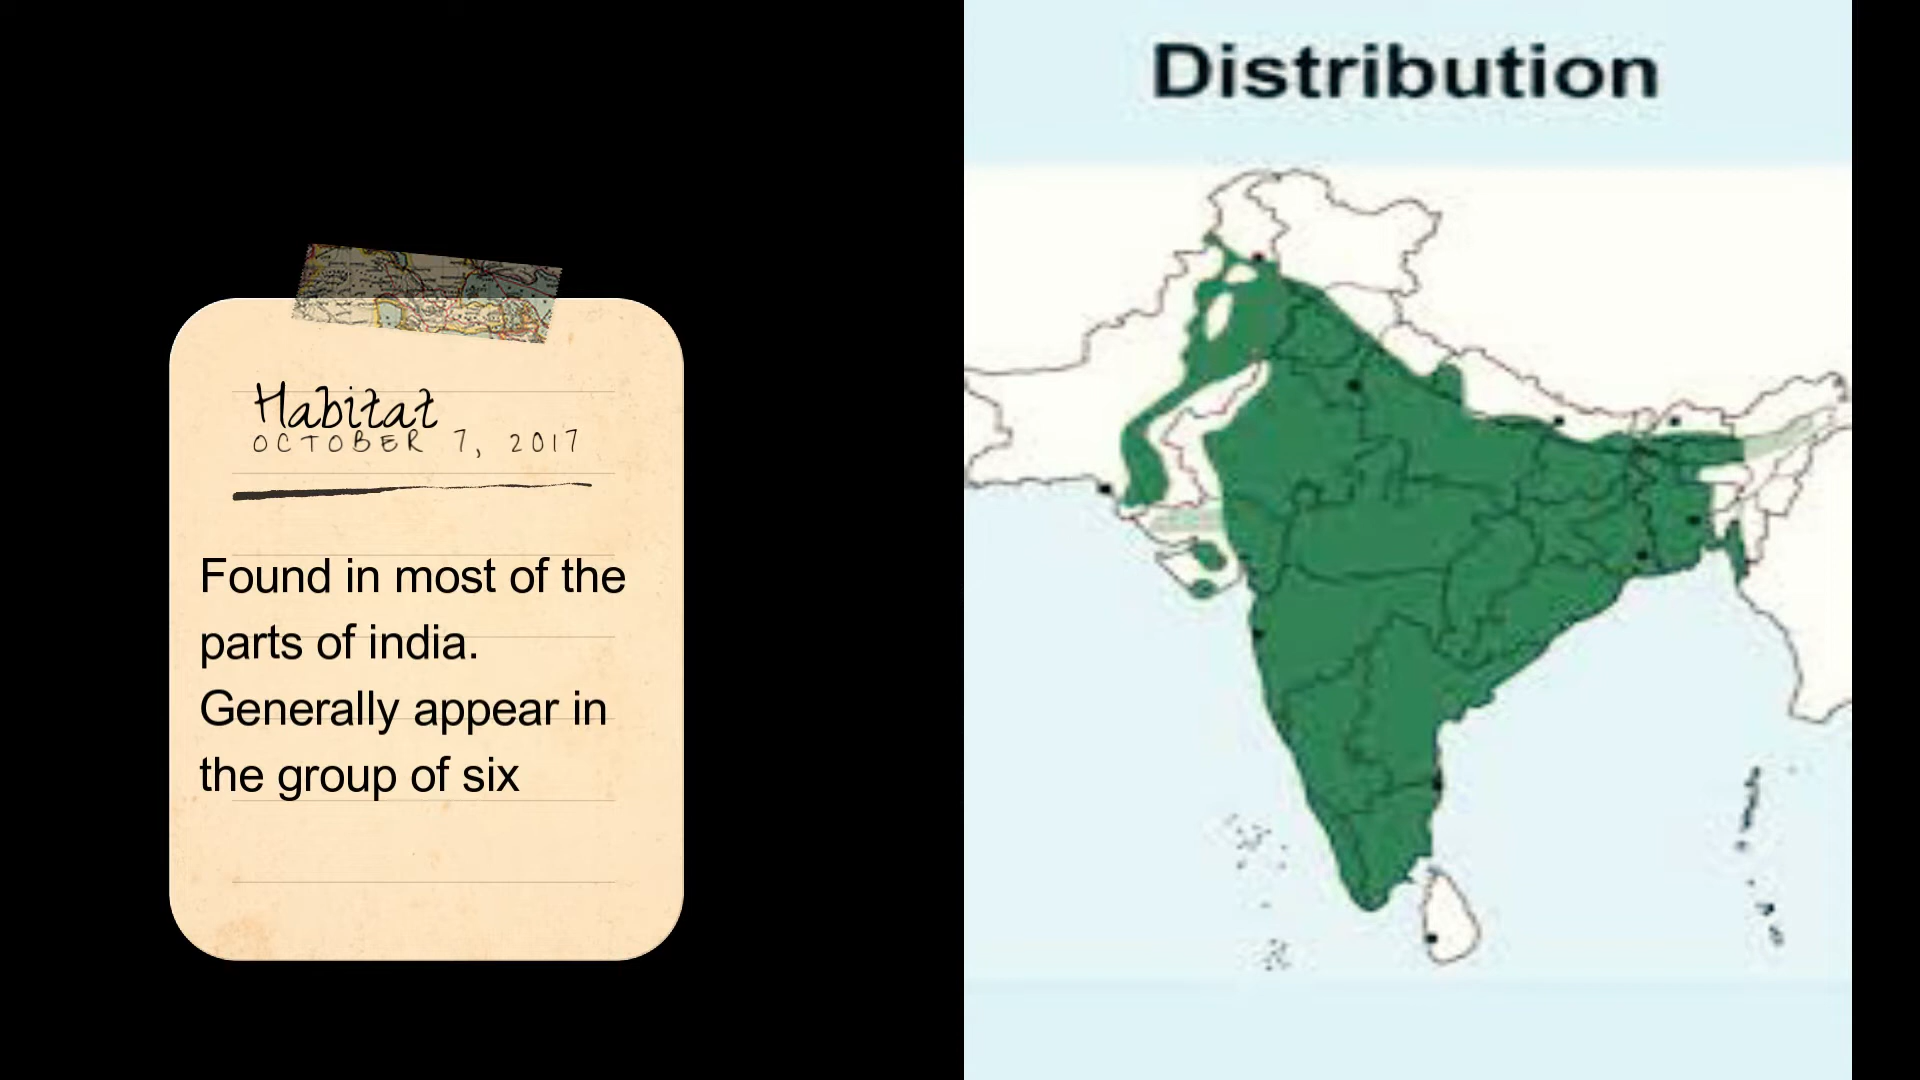 Habitat
OCTOBER 7, 2017
Found in most of the
parts of india.
Generally appear in
the group of six
Distribution